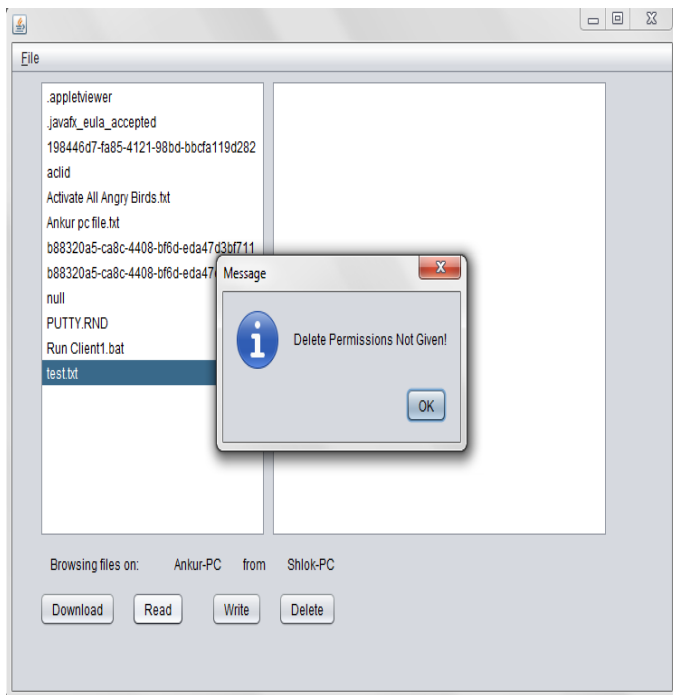 File
.appletviewer
.javafx_eula_accepted
198446d7-fa85-4121-98bd-bbcfa119d282
aclid
Activate All Angry Birds.txt
Ankur pc file.txt
b88320a5-ca8c-4408-bf6d-eda47d3bf711
b88320a5-ca8c-4408-bf6d-eda47
null
PUTTY.RND
Run Client1.bat
test.txt
Message
Delete Permissions Not Given!
OK
Browsing files on: Ankur-PC from Shlok-PC
Download Read Write Delete